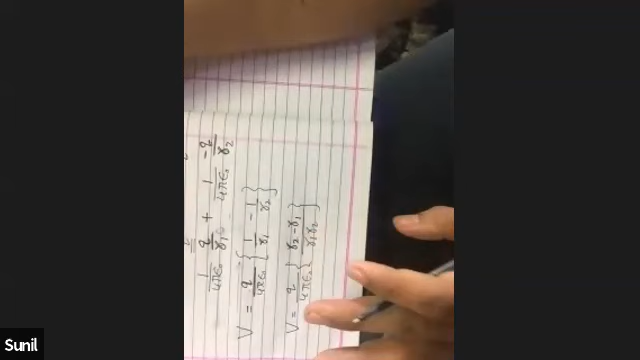 1/4πε₀ q/r₁ + 1/4πε₀ -q/r₂
V = q/4πε₀ { 1/r₁ - 1/r₂ }
V = q/4πε₀ { r₂-r₁/r₁r₂ }
Sunil